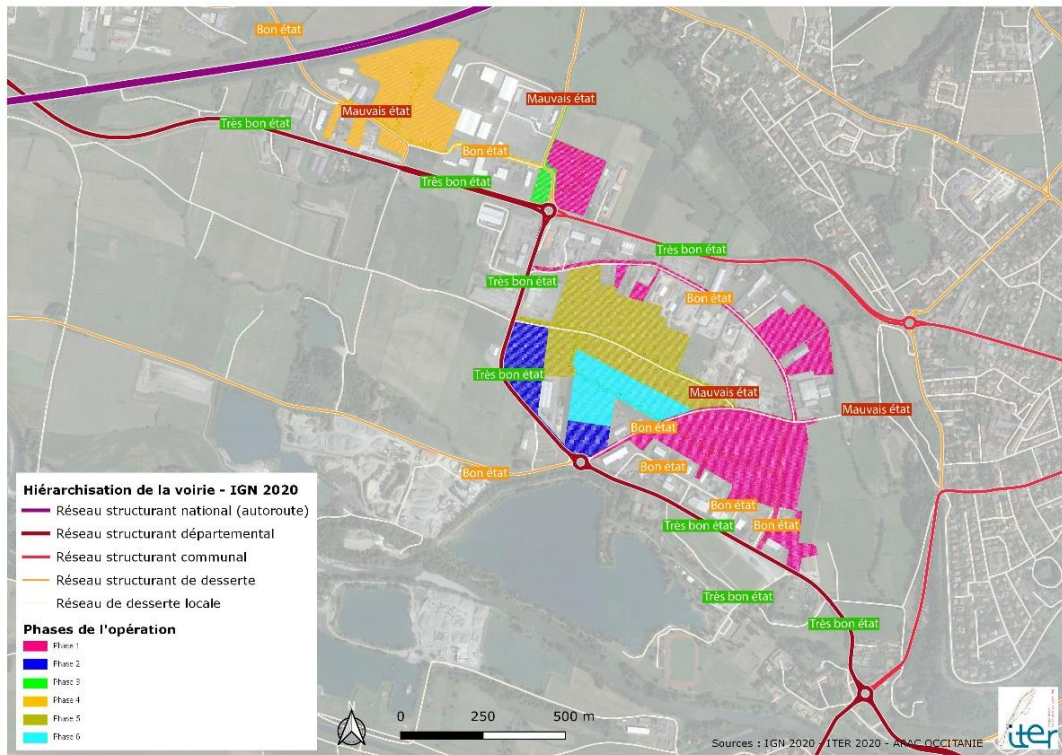 Bon état
Mauvais état
Mauvais état
Très bon état
Bon état
Très bon état
Très bon état
Très bon état
Bon état
Très bon état
Mauvais état
Mauvais état
Bon état
Bon état
Bon état
Bon état
Très bon état
Bon état
Très bon état
Très bon état
Hiérarchisation de la voirie - IGN 2020
Réseau structurant national (autoroute)
Réseau structurant départemental
Réseau structurant communal
Réseau structurant de desserte
Réseau de desserte locale
Phases de l'opération
Phase 1
Phase 2
Phase 3
Phase 4
Phase 5
Phase 6
0 250 500 m
Sources : IGN 2020 - ITER 2020 - ARAC OCCITANIE
iter